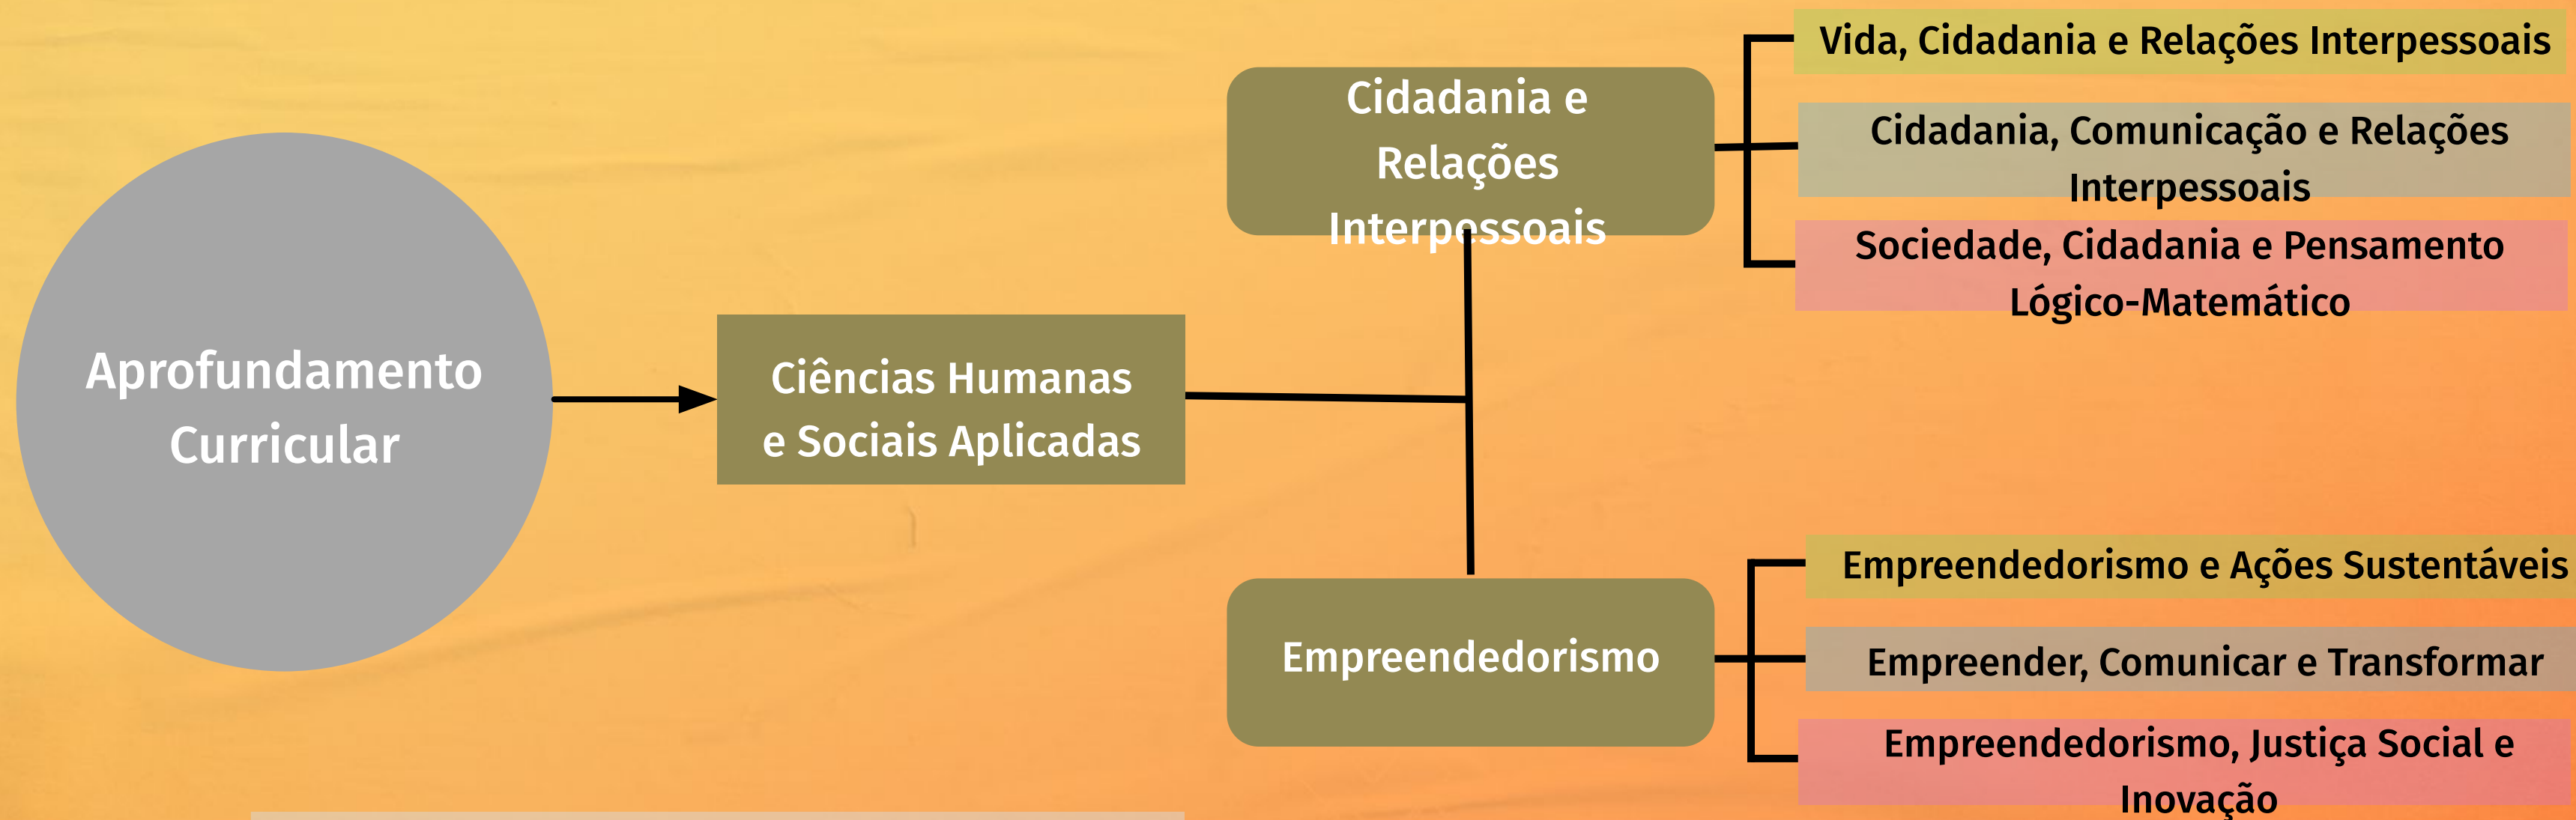 Aprofundamento
Curricular
Ciências Humanas
e Sociais Aplicadas
Cidadania e
Relações
Interpessoais
Vida, Cidadania e Relações Interpessoais
Cidadania, Comunicação e Relações
Interpessoais
Sociedade, Cidadania e Pensamento
Lógico-Matemático
Empreendedorismo
Empreendedorismo e Ações Sustentáveis
Empreender, Comunicar e Transformar
Empreendedorismo, Justiça Social e
Inovação